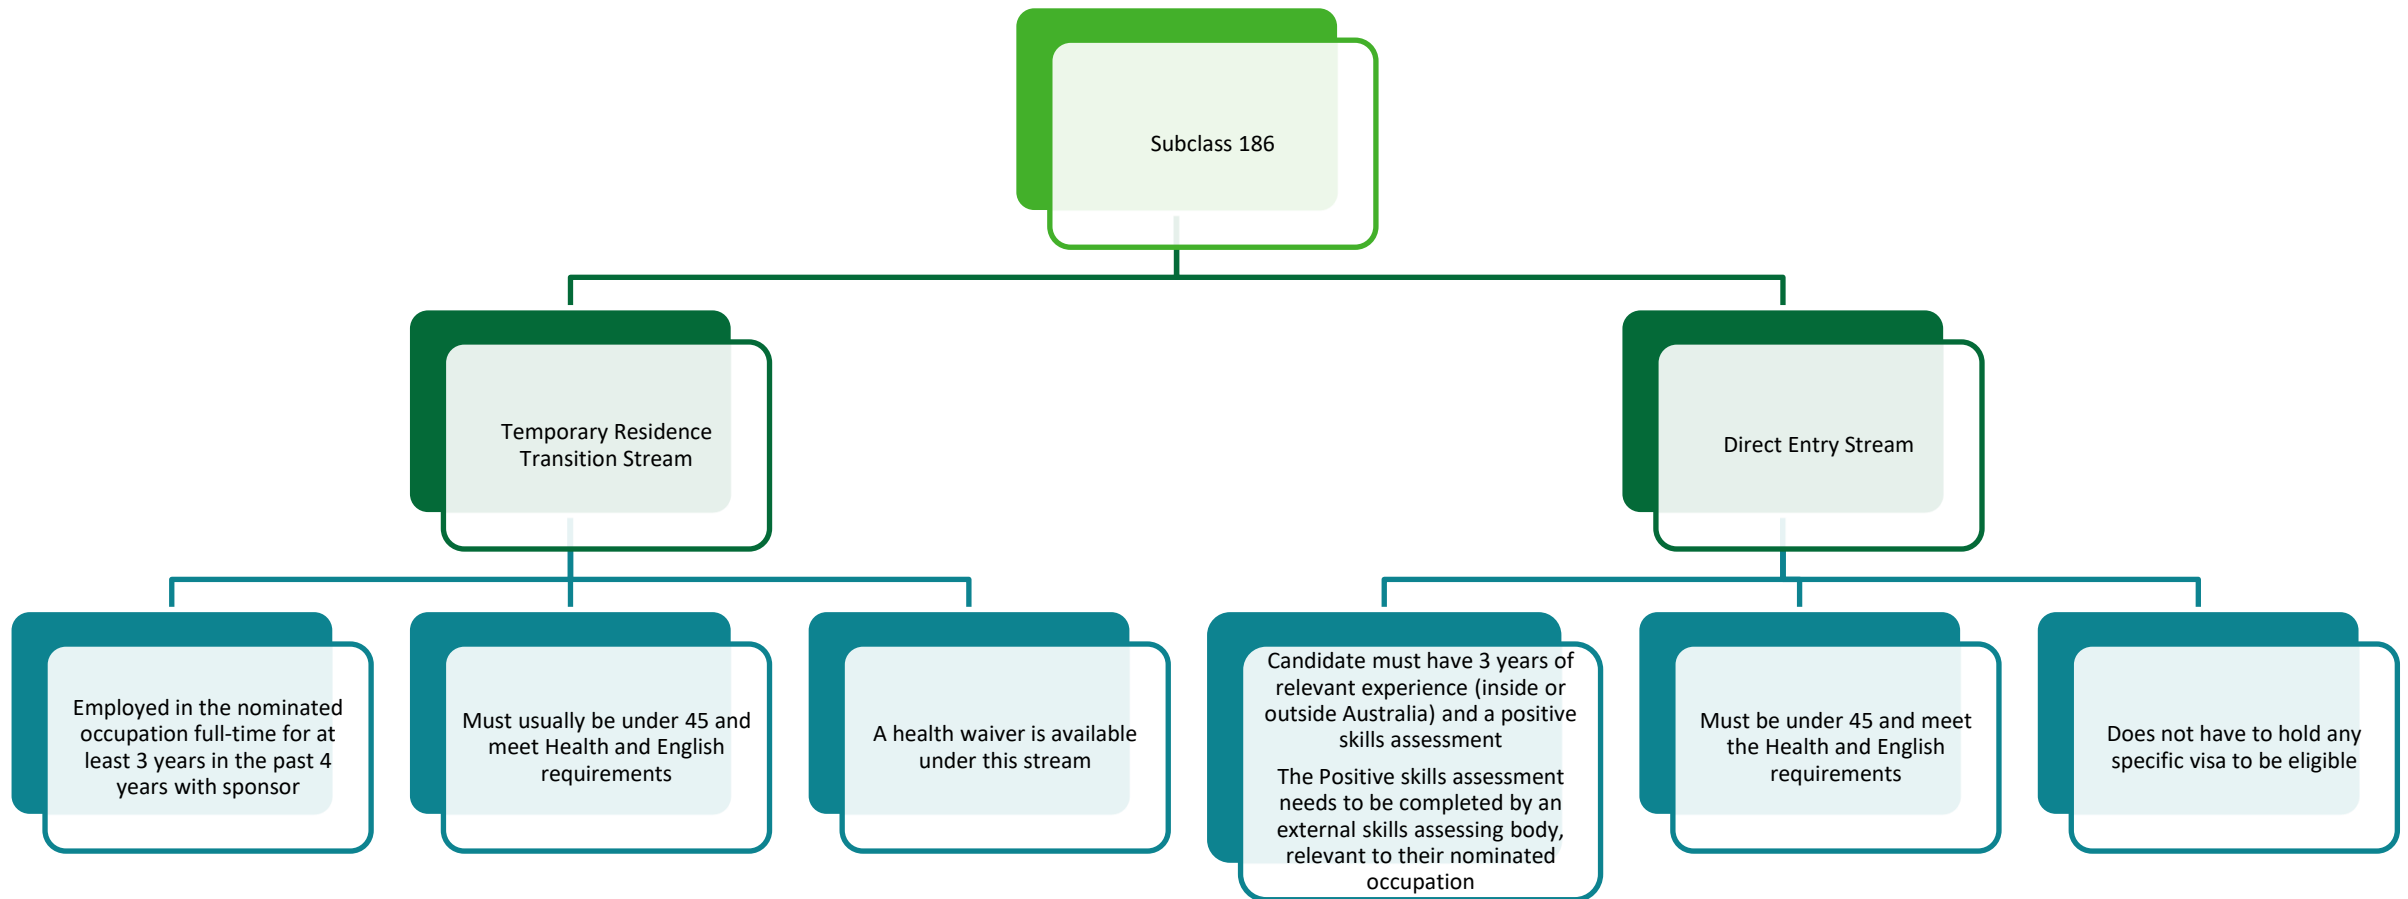 Subclass 186
Temporary Residence
Transition Stream
Direct Entry Stream
Employed in the nominated
occupation full-time for at
least 3 years in the past 4
years with sponsor
Must usually be under 45 and
meet Health and English
requirements
A health waiver is available
under this stream
Candidate must have 3 years of
relevant experience (inside or
outside Australia) and a positive
skills assessment
The Positive skills assessment
needs to be completed by an
external skills assessing body,
relevant to their nominated
occupation
Must be under 45 and meet
the Health and English
requirements
Does not have to hold any
specific visa to be eligible